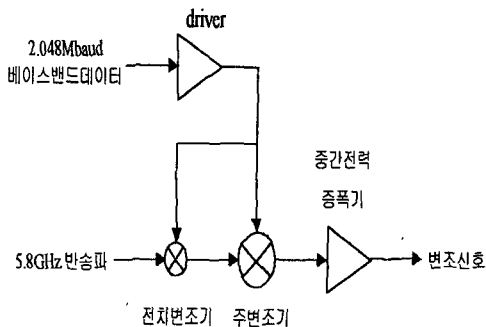 driver
2.048Mbaud
베이스밴드데이터
중간전력
증폭기
5.8GHz 반송파
변조신호
전치변조기
주변조기